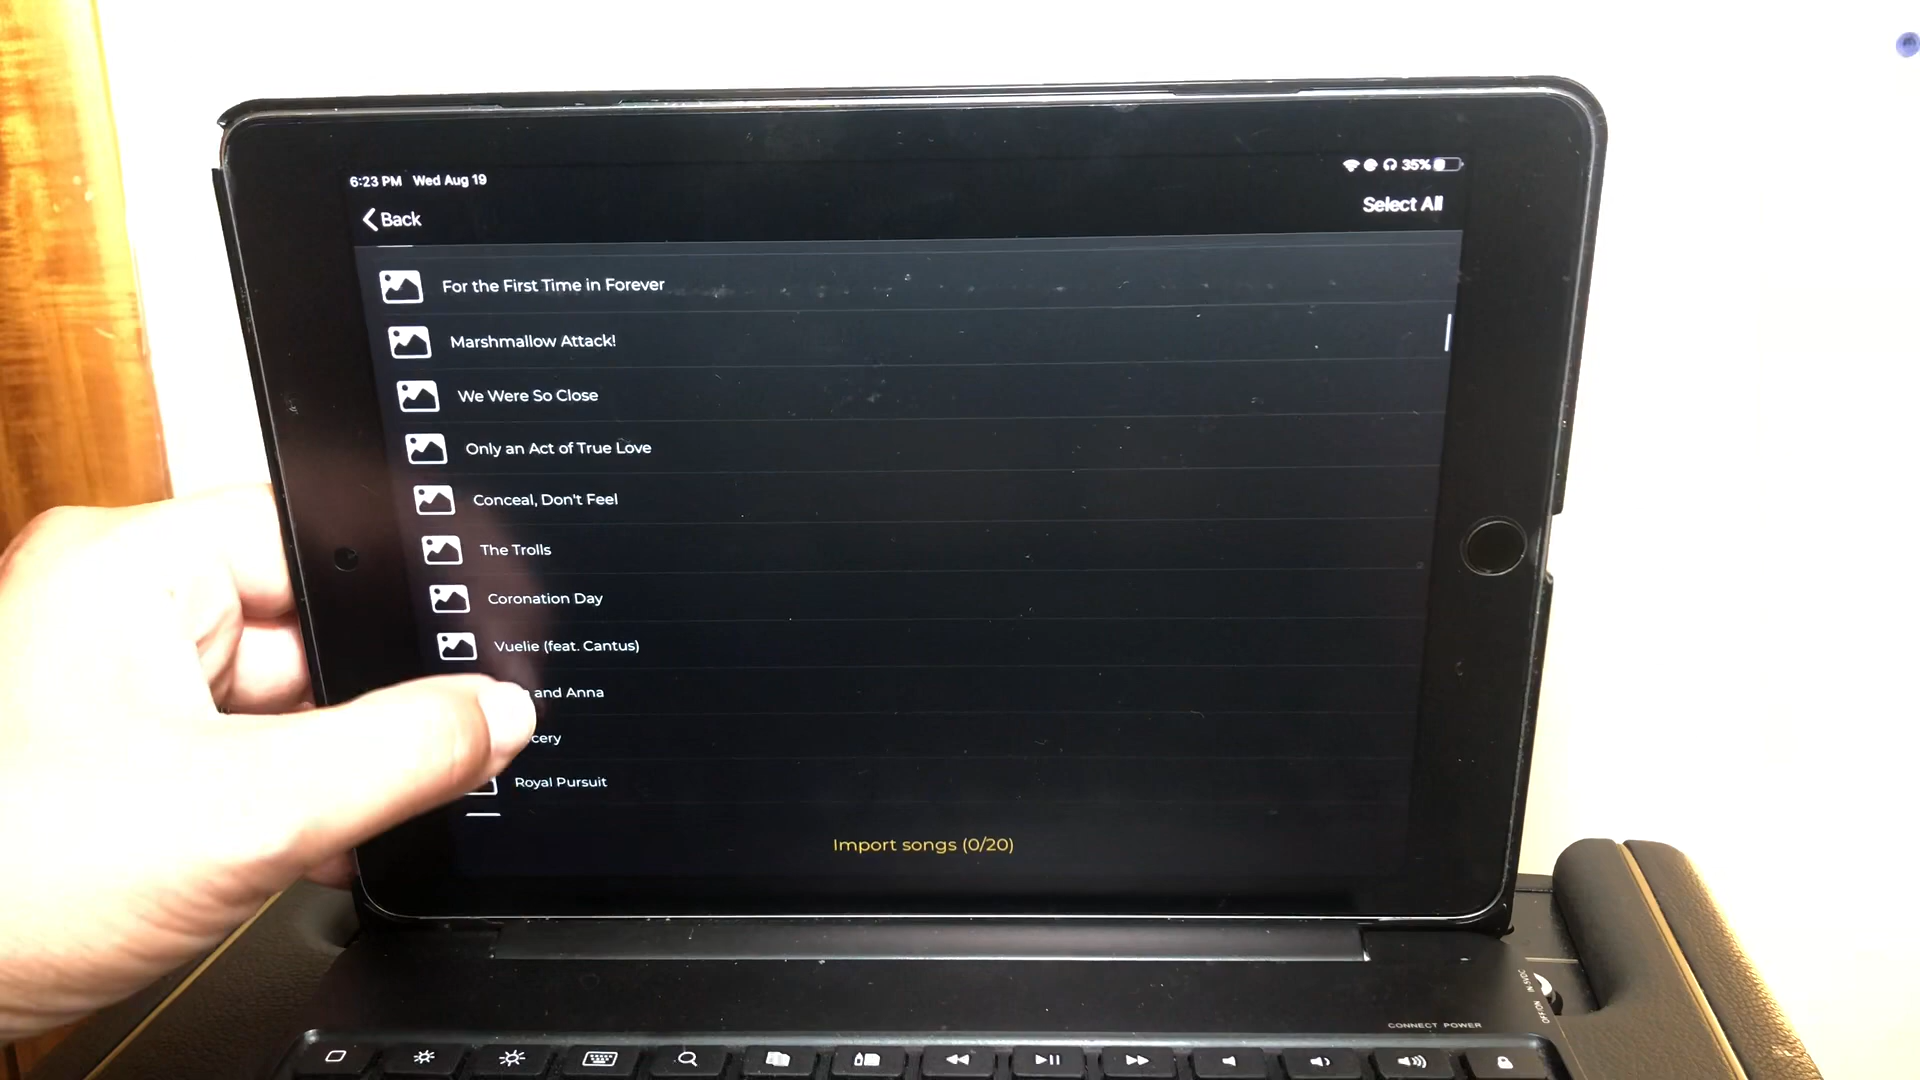 6:23 PM Wed Aug 19
35%
Back
Select All
For the First Time in Forever
Marshmallow Attack!
We Were So Close
Only an Act of True Love
Conceal, Don't Feel
The Trolls
Coronation Day
Vuelie (feat. Cantus)
and Anna
cery
Royal Pursuit
Import songs (0/20)
CONNECT POWER